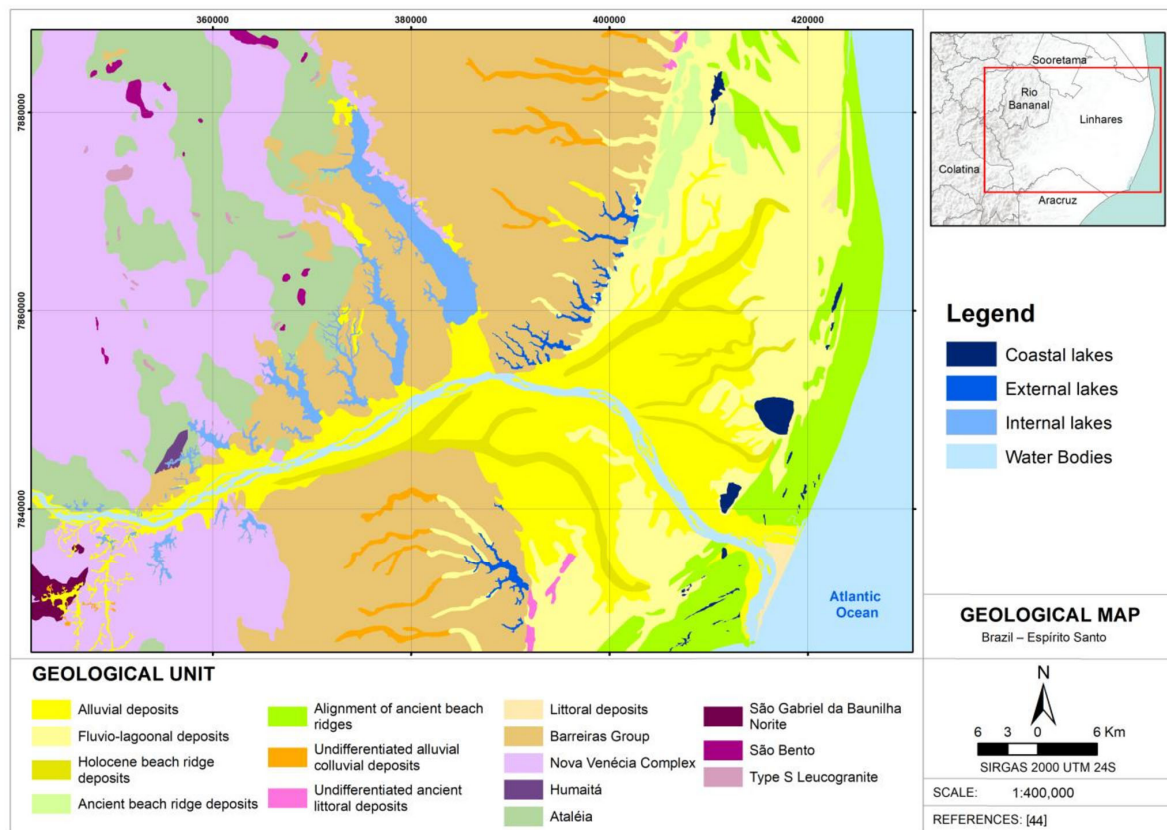 360000
380000
400000
420000
7880000
7860000
7840000
Atlantic
Ocean
Sooretama
Rio
Bananal
Linhares
Colatina
Aracruz
Legend
Coastal lakes
External lakes
Internal lakes
Water Bodies
GEOLOGICAL MAP
Brazil – Espírito Santo
N
6 3 0 6 Km
SIRGAS 2000 UTM 24S
SCALE: 1:400,000
REFERENCES: [44]
GEOLOGICAL UNIT
Alluvial deposits
Fluvio-lagoonal deposits
Holocene beach ridge
deposits
Ancient beach ridge deposits
Alignment of ancient beach
ridges
Undifferentiated alluvial
colluvial deposits
Undifferentiated ancient
littoral deposits
Littoral deposits
Barreiras Group
Nova Venécia Complex
Humaitá
Ataléia
São Gabriel da Baunilha
Norite
São Bento
Type S Leucogranite